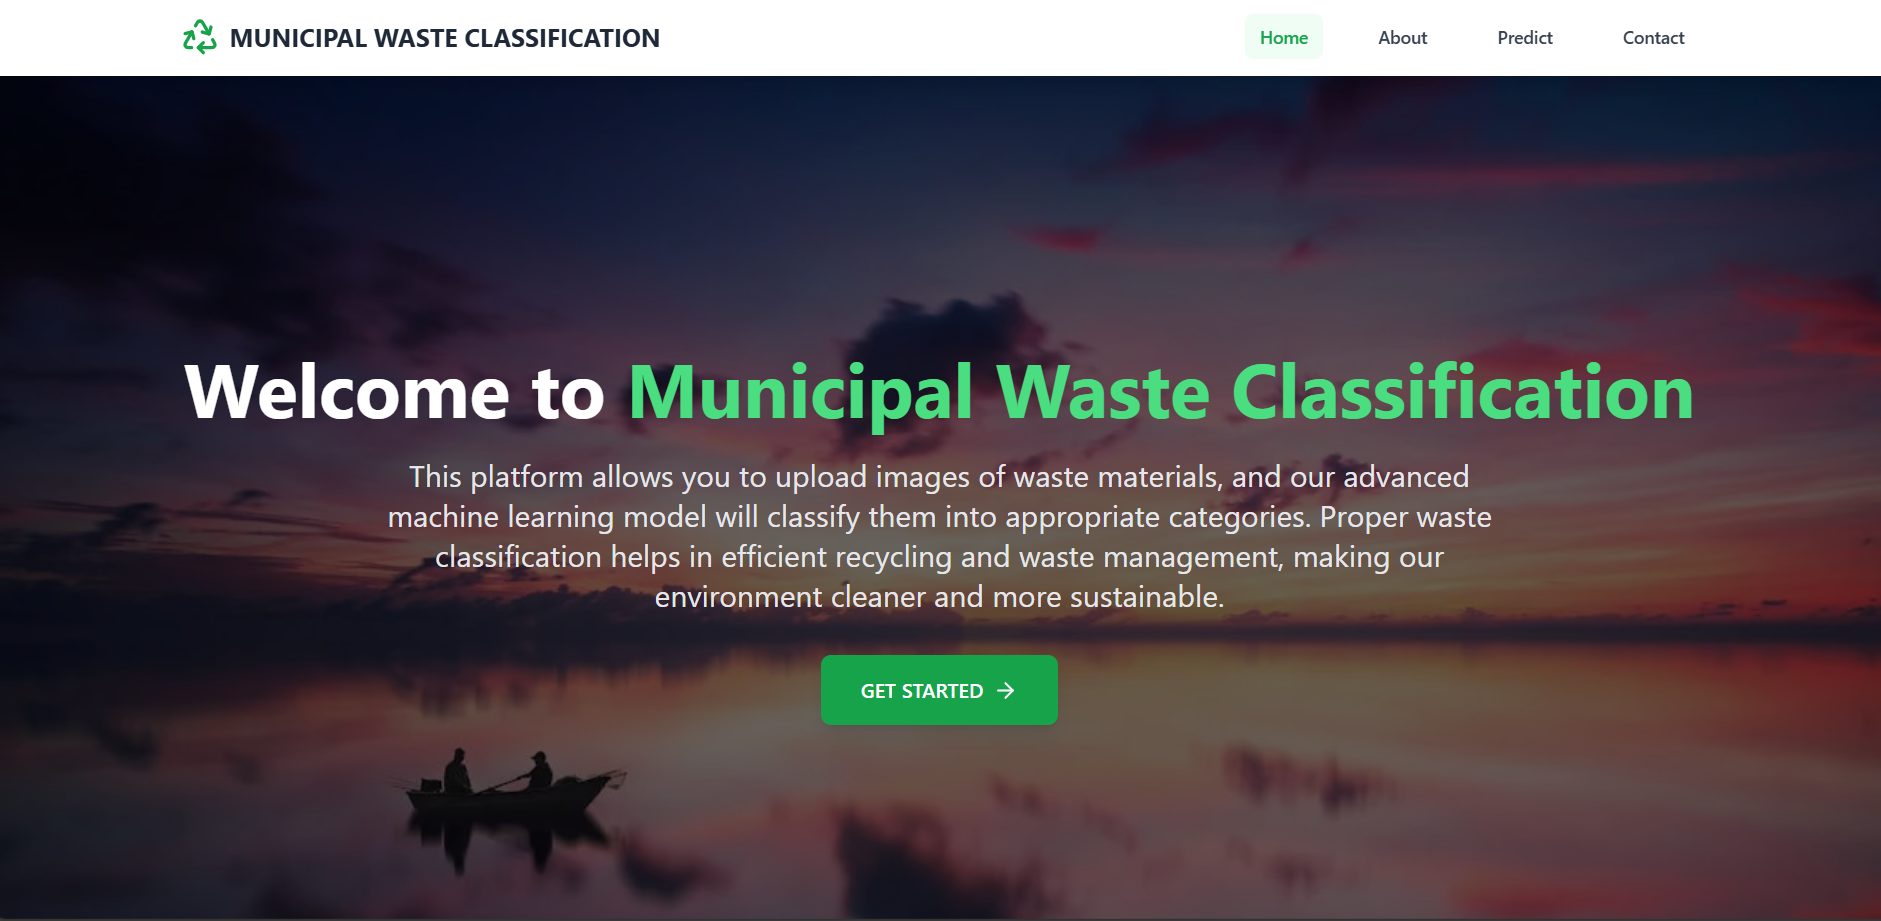 MUNICIPAL WASTE CLASSIFICATION
Home
About
Predict
Contact
Welcome to Municipal Waste Classification
This platform allows you to upload images of waste materials, and our advanced
machine learning model will classify them into appropriate categories. Proper waste
classification helps in efficient recycling and waste management, making our
environment cleaner and more sustainable.
GET STARTED